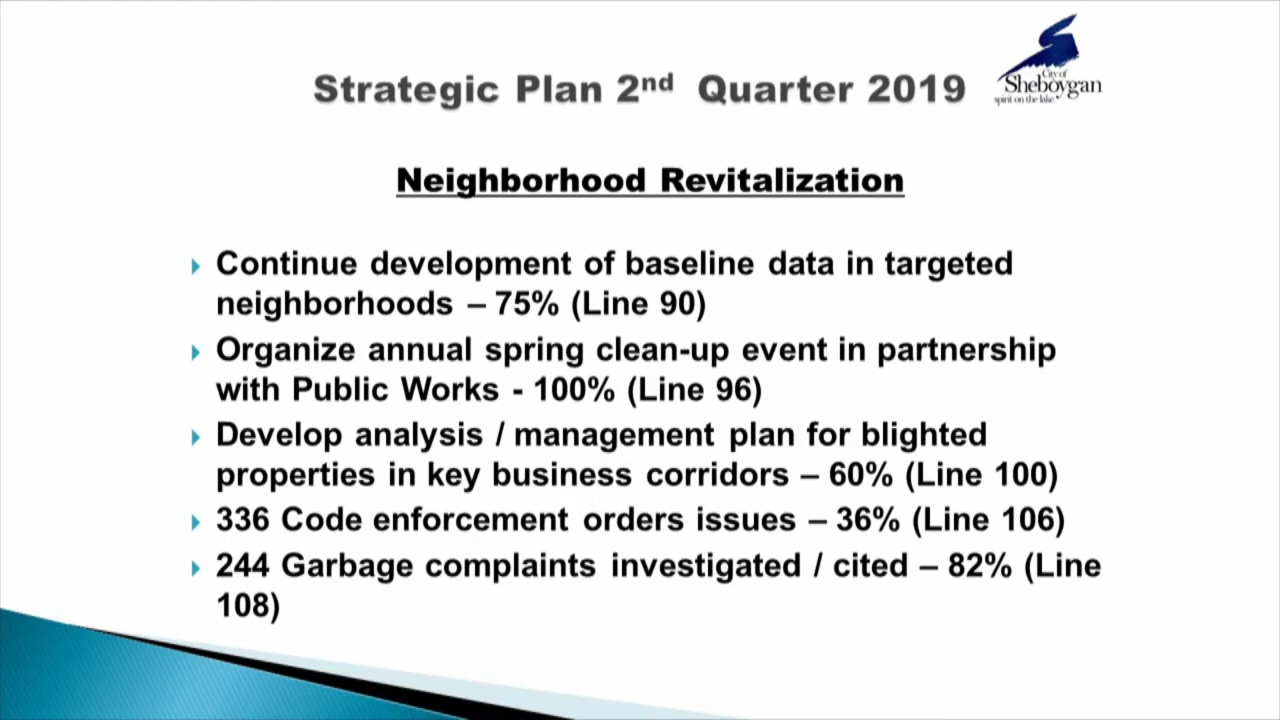 Strategic Plan 2nd Quarter 2019
City of
Sheboygan
spirit on the lake.
Neighborhood Revitalization
Continue development of baseline data in targeted
neighborhoods – 75% (Line 90)
Organize annual spring clean-up event in partnership
with Public Works - 100% (Line 96)
Develop analysis / management plan for blighted
properties in key business corridors – 60% (Line 100)
336 Code enforcement orders issues – 36% (Line 106)
244 Garbage complaints investigated / cited – 82% (Line
108)